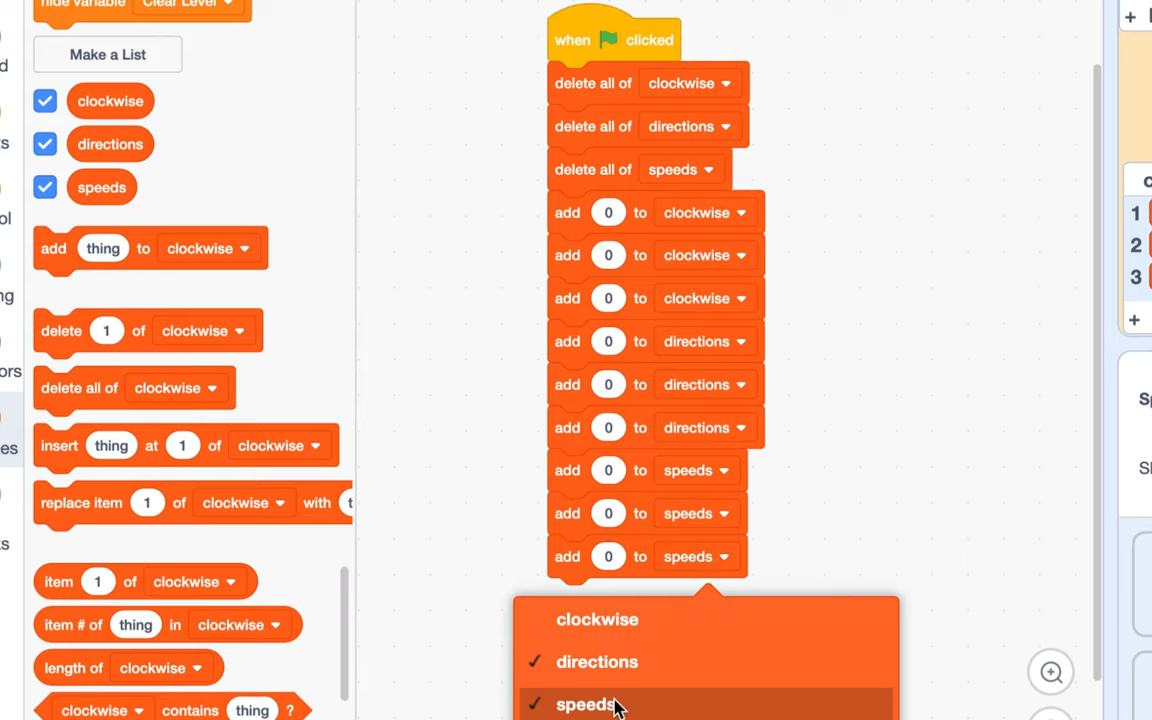 hide variable Clear Level
Make a List
clockwise
directions
speeds
add thing to clockwise
delete 1 of clockwise
delete all of clockwise
insert thing at 1 of clockwise
replace item 1 of clockwise with
item 1 of clockwise
item # of thing in clockwise
length of clockwise
clockwise contains thing ?
when clicked
delete all of clockwise
delete all of directions
delete all of speeds
add 0 to clockwise
add 0 to clockwise
add 0 to clockwise
add 0 to directions
add 0 to directions
add 0 to directions
add 0 to speeds
add 0 to speeds
add 0 to speeds
clockwise
✓ directions
✓ speeds
+
1
2
3
+